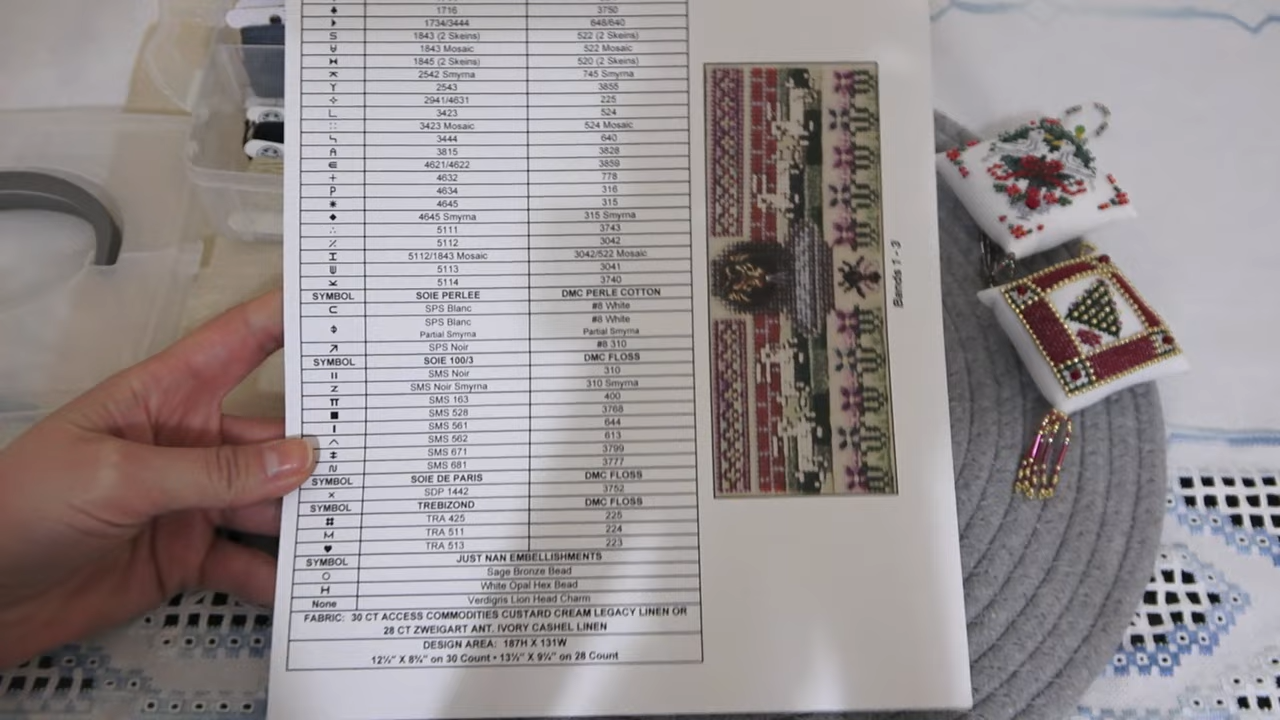 1716 3750
1734/3444 648/640
S 1843 (2 Skeins) 522 (2 Skeins)
1843 Mosaic 522 Mosaic
1845 (2 Skeins) 520 (2 Skeins)
2542 Smyrna 745 Smyrna
Y 2543 3855
2941/4631 225
L 3423 524
:: 3423 Mosaic 524 Mosaic
3444 640
A 3815 3828
4621/4622 3859
+ 4632 778
P 4634 316
4645 315
◆ 4645 Smyrna 315 Smyrna
∴ 5111 3743
5112 3042
I 5112/1843 Mosaic 3042/522 Mosaic
5113 3041
5114 3740
SYMBOL SOIE PERLEE DMC PERLE COTTON
C SPS Blanc #8 White
SPS Blanc #8 White
Partial Smyrna Partial Smyrna
↗ SPS Noir #8 310
SYMBOL SOIE 100/3 DMC FLOSS
II SMS Noir 310
Z SMS Noir Smyrna 310 Smyrna
SMS 163 400
■ SMS 528 3768
I SMS 561 644
^ SMS 562 613
‡ SMS 671 3799
SMS 681 3777
SYMBOL SOIE DE PARIS DMC FLOSS
× SDP 1442 3752
SYMBOL TREBIZOND DMC FLOSS
# TRA 425 225
M TRA 511 224
♥ TRA 513 223
SYMBOL JUST NAN EMBELLISHMENTS
O Sage Bronze Bead
H White Opal Hex Bead
None Verdigris Lion Head Charm
FABRIC: 30 CT ACCESS COMMODITIES CUSTARD CREAM LEGACY LINEN OR
28 CT ZWEIGART ANT. IVORY CASHEL LINEN
DESIGN AREA: 187H X 131W
12½" X 8¾" on 30 Count • 13½" X 9¼" on 28 Count
Bands 1 - 3